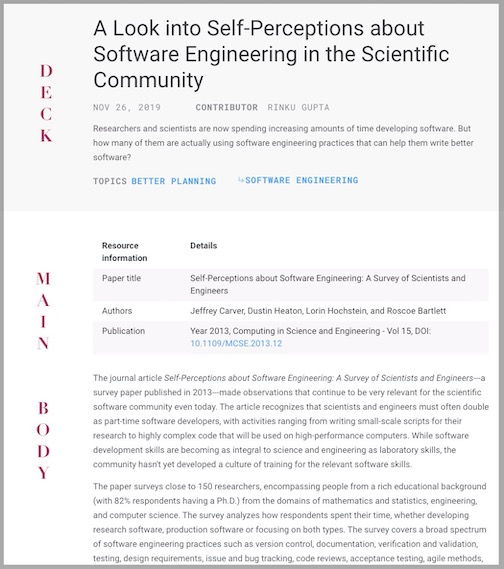 A Look into Self-Perceptions about
Software Engineering in the Scientific
Community
NOV 26, 2019 CONTRIBUTOR RINKU GUPTA
Researchers and scientists are now spending increasing amounts of time developing software. But
how many of them are actually using software engineering practices that can help them write better
software?
TOPICS BETTER PLANNING ↳SOFTWARE ENGINEERING
DECK
Resource information Details
Paper title Self-Perceptions about Software Engineering: A Survey of Scientists and
Engineers
Authors Jeffrey Carver, Dustin Heaton, Lorin Hochstein, and Roscoe Bartlett
Publication Year 2013, Computing in Science and Engineering - Vol 15, DOI:
10.1109/MCSE.2013.12
MAIN
BODY
The journal article Self-Perceptions about Software Engineering: A Survey of Scientists and Engineers—a
survey paper published in 2013—made observations that continue to be very relevant for the scientific
software community even today. The article recognizes that scientists and engineers must often double
as part-time software developers, with activities ranging from writing small-scale scripts for their
research to highly complex code that will be used on high-performance computers. While software
development skills are becoming as integral to science and engineering as laboratory skills, the
community hasn't yet developed a culture of training for the relevant software skills.
The paper surveys close to 150 researchers, encompassing people from a rich educational background
(with 82% respondents having a Ph.D.) from the domains of mathematics and statistics, engineering,
and computer science. The survey analyzes how respondents spent their time, whether developing
research software, production software or focusing on both types. The survey covers a broad spectrum
of software engineering practices such as version control, documentation, verification and validation,
testing, design requirements, issue and bug tracking, code reviews, acceptance testing, agile methods,